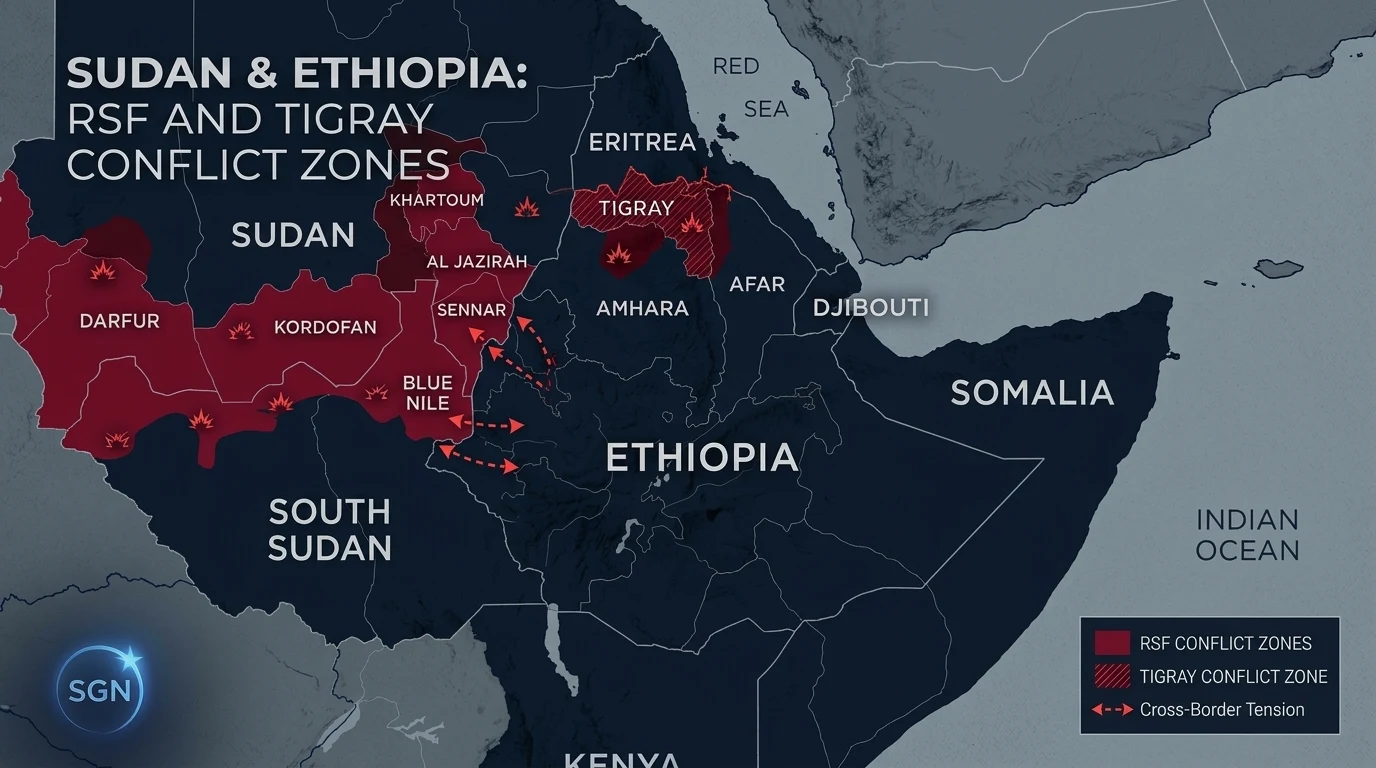 SUDAN & ETHIOPIA:
RSF AND TIGRAY
CONFLICT ZONES
RED
SEA
ERITREA
KHARTOUM
TIGRAY
SUDAN
AL JAZIRAH
AFAR
DARFUR
KORDOFAN
SENNAR
AMHARA
DJIBOUTI
BLUE
NILE
SOMALIA
ETHIOPIA
SOUTH
SUDAN
INDIAN
OCEAN
RSF CONFLICT ZONES
TIGRAY CONFLICT ZONE
Cross-Border Tension
SGN
KENYA